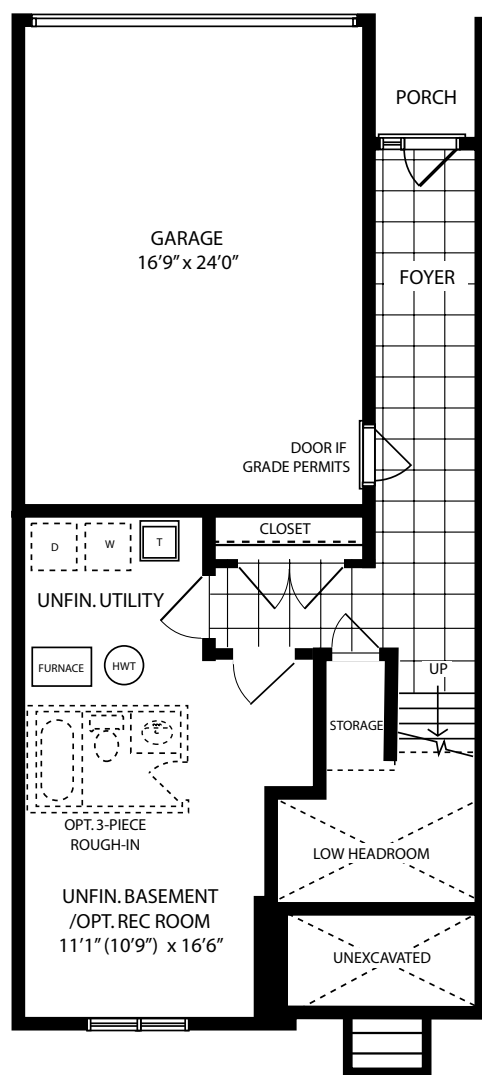 PORCH
GARAGE
16'9" x 24'0"
FOYER
DOOR IF
GRADE PERMITS
CLOSET
D
W
T
UNFIN. UTILITY
FURNACE
HWT
UP
STORAGE
OPT. 3-PIECE
ROUGH-IN
LOW HEADROOM
UNFIN. BASEMENT
/OPT. REC ROOM
11'1" (10'9") x 16'6"
UNEXCAVATED